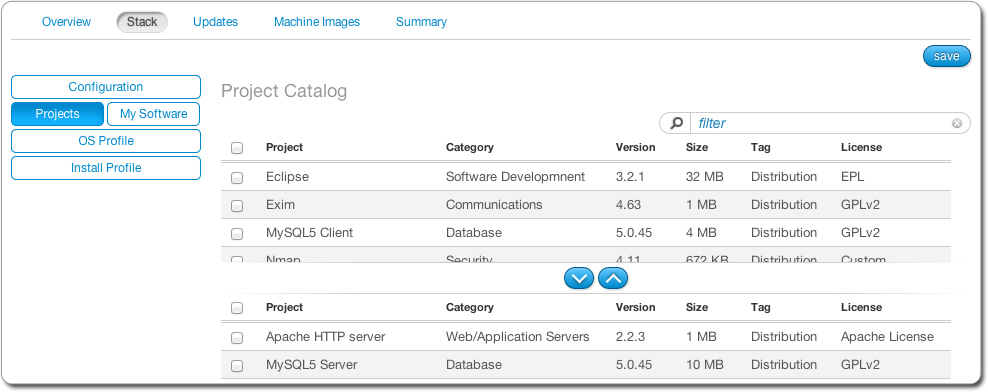 Overview Stack Updates Machine Images Summary
save
Configuration
Projects My Software
OS Profile
Install Profile
Project Catalog
filter
Project Category Version Size Tag License
Eclipse Software Developmnent 3.2.1 32 MB Distribution EPL
Exim Communications 4.63 1 MB Distribution GPLv2
MySQL5 Client Database 5.0.45 4 MB Distribution GPLv2
Nmap Security 4.11 672 KB Distribution Custom
Project Category Version Size Tag License
Apache HTTP server Web/Application Servers 2.2.3 1 MB Distribution Apache License
MySQL5 Server Database 5.0.45 10 MB Distribution GPLv2